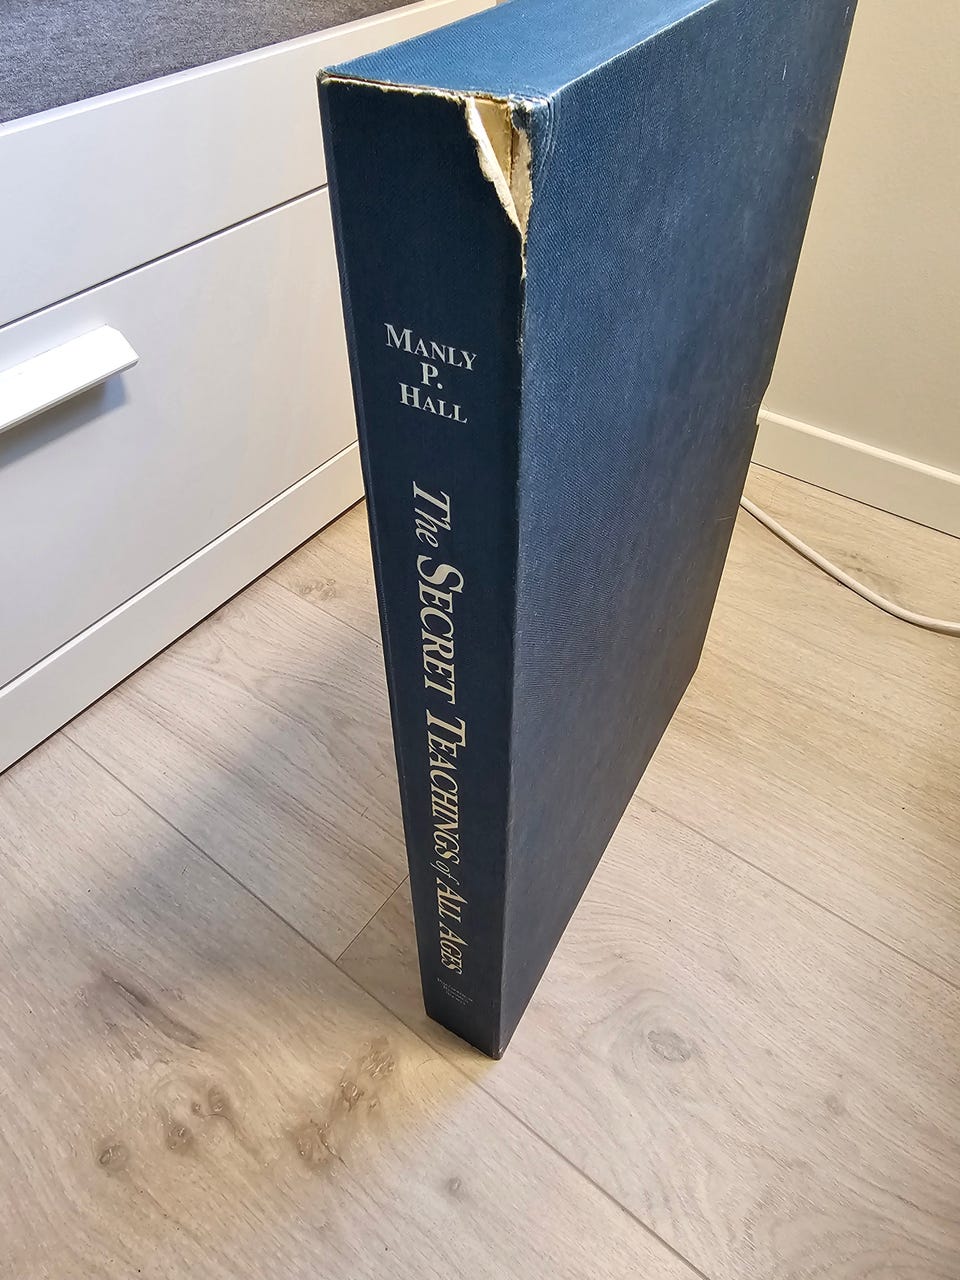 MANLY
P.
HALL
The SECRET TEACHINGS of ALL AGES